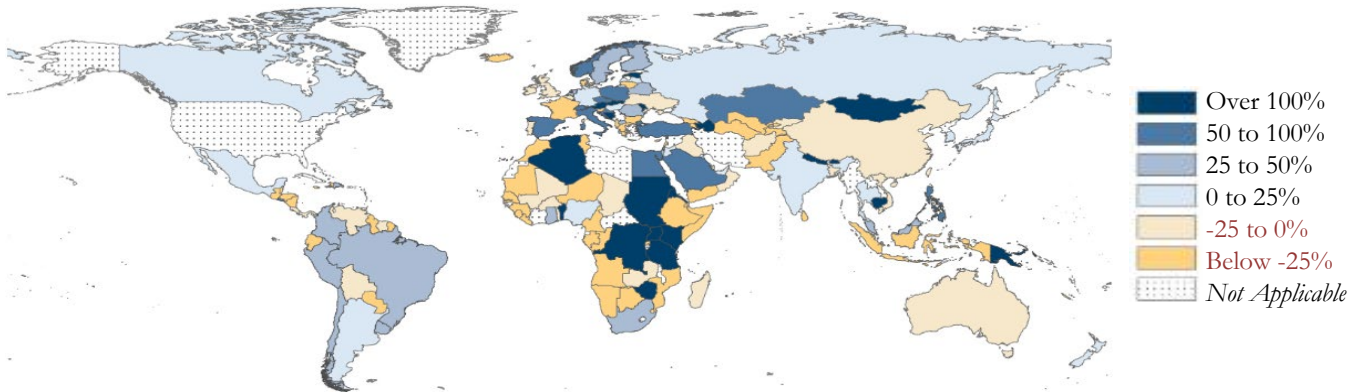 Over 100%
50 to 100%
25 to 50%
0 to 25%
-25 to 0%
Below -25%
Not Applicable